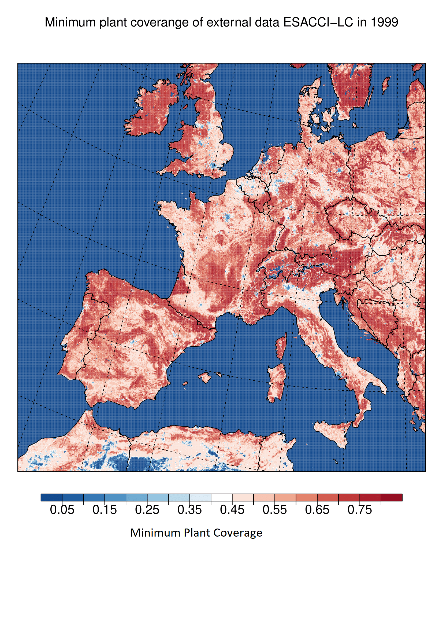 Minimum plant coverange of external data ESACCI−LC in 1999
0.05 0.15 0.25 0.35 0.45 0.55 0.65 0.75
Minimum Plant Coverage